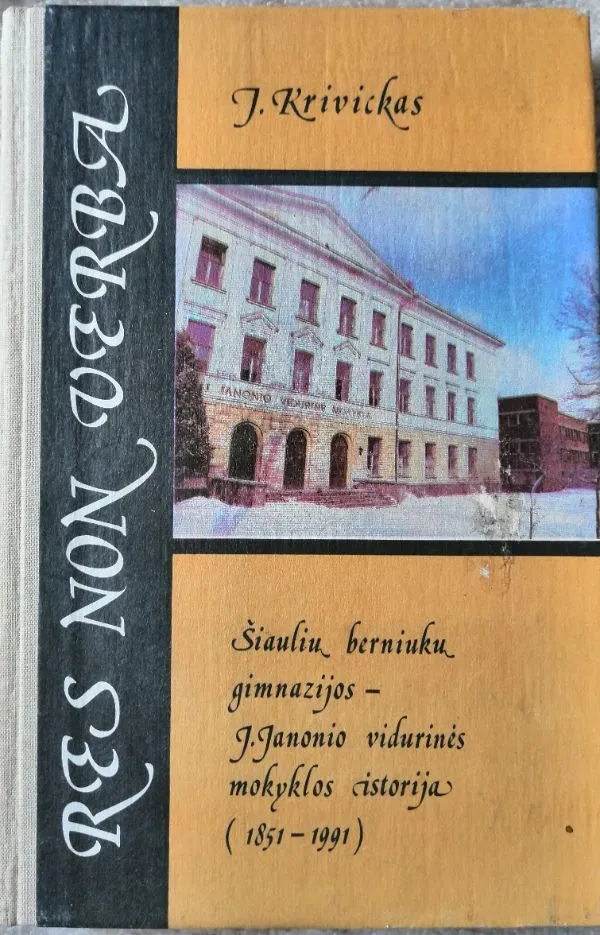 RES NON VERBA
J. Krivickas
J. JANONIO VIDURINĖ MOKYKLA
Šiaulių berniukų
gimnazijos –
J. Janonio vidurinės
mokyklos istorija
( 1851 – 1991 )